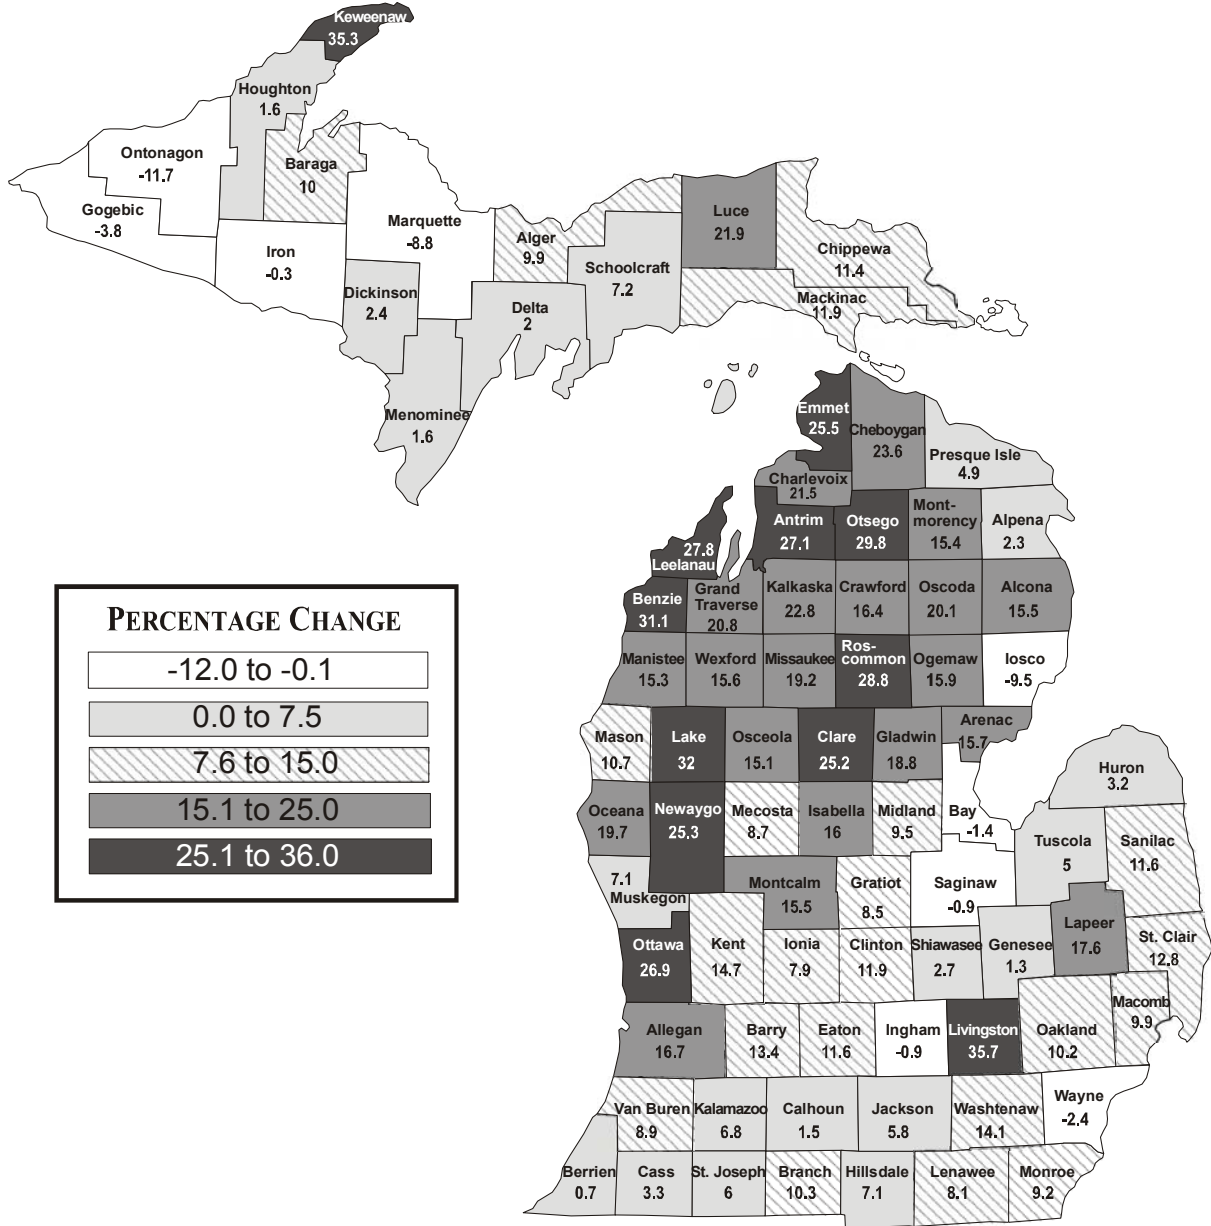 Keweenaw
35.3
Houghton
1.6
Ontonagon
-11.7
Baraga
10
Gogebic
-3.8
Iron
-0.3
Marquette
-8.8
Alger
9.9
Luce
21.9
Chippewa
11.4
Schoolcraft
7.2
Mackinac
11.9
Dickinson
2.4
Delta
2
Menominee
1.6
Emmet
25.5
Cheboygan
23.6
Presque Isle
4.9
Charlevoix
21.5
Antrim
27.1
Otsego
29.8
Mont-
morency
15.4
Alpena
2.3
27.8
Leelanau
Benzie
31.1
Grand
Traverse
20.8
Kalkaska
22.8
Crawford
16.4
Oscoda
20.1
Alcona
15.5
PERCENTAGE CHANGE
-12.0 to -0.1
0.0 to 7.5
7.6 to 15.0
15.1 to 25.0
25.1 to 36.0
Manistee
15.3
Wexford
15.6
Missaukee
19.2
Ros-
common
28.8
Ogemaw
15.9
Iosco
-9.5
Mason
10.7
Lake
32
Osceola
15.1
Clare
25.2
Gladwin
18.8
Arenac
15.7
Huron
3.2
Oceana
19.7
Newaygo
25.3
Mecosta
8.7
Isabella
16
Midland
9.5
Bay
-1.4
Tuscola
5
Sanilac
11.6
7.1
Muskegon
Montcalm
15.5
Gratiot
8.5
Saginaw
-0.9
Lapeer
17.6
St. Clair
12.8
Ottawa
26.9
Kent
14.7
Ionia
7.9
Clinton
11.9
Shiawasee
2.7
Genesee
1.3
Macomb
9.9
Allegan
16.7
Barry
13.4
Eaton
11.6
Ingham
-0.9
Livingston
35.7
Oakland
10.2
Van Buren
8.9
Kalamazoo
6.8
Calhoun
1.5
Jackson
5.8
Washtenaw
14.1
Wayne
-2.4
Berrien
0.7
Cass
3.3
St. Joseph
6
Branch
10.3
Hillsdale
7.1
Lenawee
8.1
Monroe
9.2